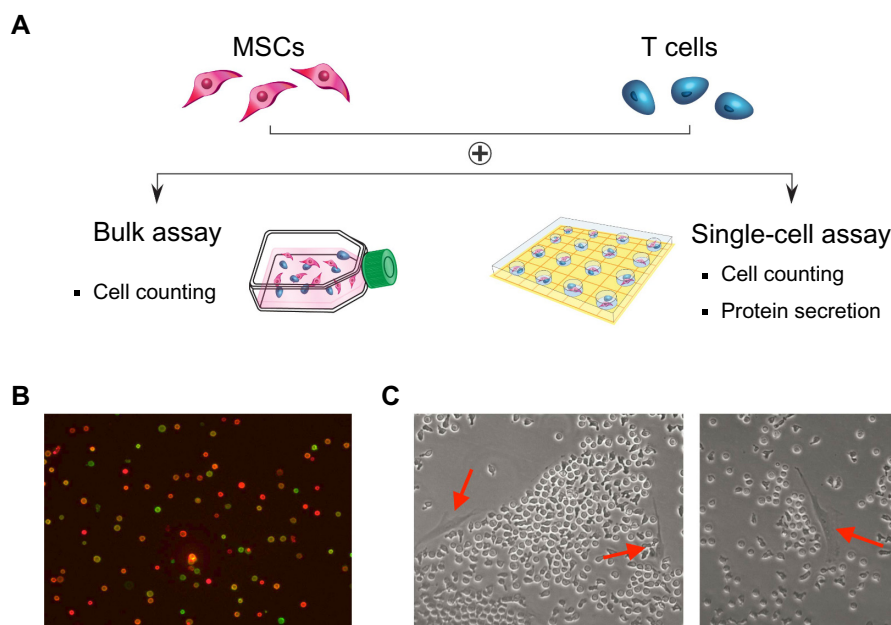 A
MSCs
T cells
+
Bulk assay
▪ Cell counting
Single-cell assay
▪ Cell counting
▪ Protein secretion
B
C